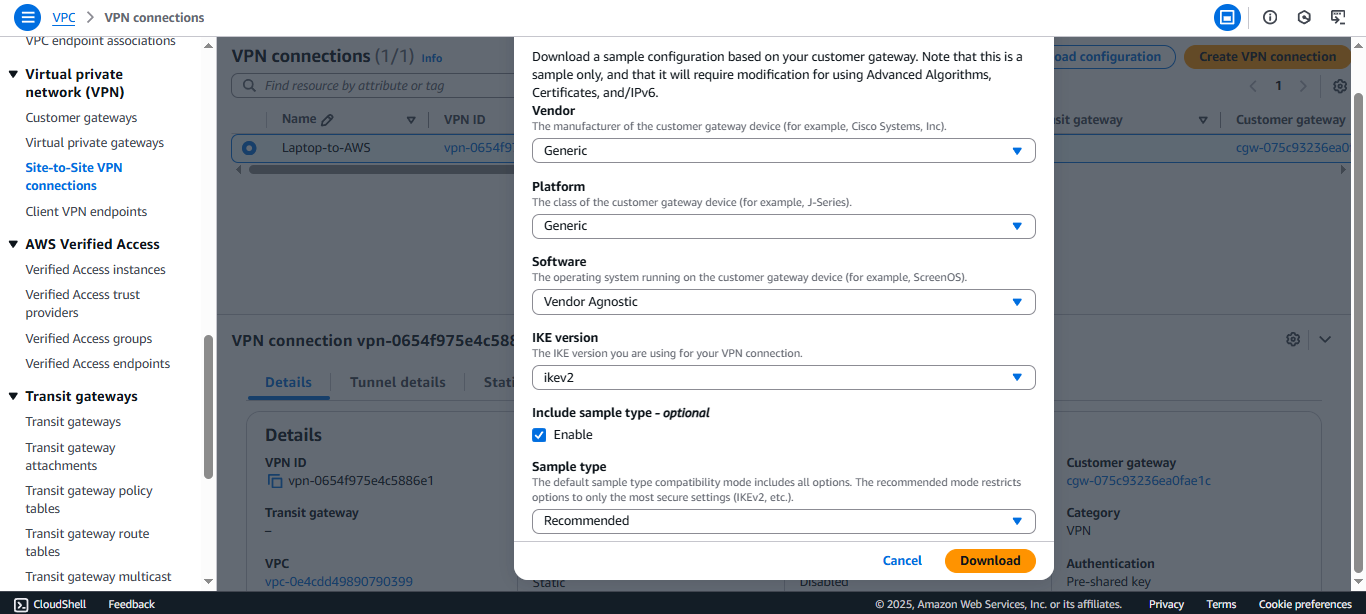 VPC > VPN connections
VPC endpoint associations
Virtual private
network (VPN)
Customer gateways
Virtual private gateways
Site-to-Site VPN
connections
Client VPN endpoints
AWS Verified Access
Verified Access instances
Verified Access trust
providers
Verified Access groups
Verified Access endpoints
Transit gateways
Transit gateways
Transit gateway
attachments
Transit gateway policy
tables
Transit gateway route
tables
Transit gateway multicast
VPN connections (1/1) Info
configuration
Create VPN connection
Find resource by attribute or tag
1
Name
VPN ID
gateway
Customer gateway
Laptop-to-AWS
vpn-0654f97
cgw-075c93236ea0
Download a sample configuration based on your customer gateway. Note that this is a
sample only, and that it will require modification for using Advanced Algorithms,
Certificates, and/IPv6.
Vendor
The manufacturer of the customer gateway device (for example, Cisco Systems, Inc).
Generic
Platform
The class of the customer gateway device (for example, J-Series).
Generic
Software
The operating system running on the customer gateway device (for example, ScreenOS).
Vendor Agnostic
IKE version
The IKE version you are using for your VPN connection.
ikev2
Include sample type - optional
Enable
Sample type
The default sample type compatibility mode includes all options. The recommended mode restricts
options to only the most secure settings (IKEv2, etc.).
Recommended
Cancel
Download
VPN connection vpn-0654f975e4c588
Details
Tunnel details
Stati
Details
VPN ID
vpn-0654f975e4c5886e1
Customer gateway
cgw-075c93236ea0fae1c
Transit gateway
–
Category
VPN
VPC
vpc-0e4cdd49890790399
Static
Disabled
Authentication
Pre-shared key
CloudShell
Feedback
© 2025, Amazon Web Services, Inc. or its affiliates.
Privacy
Terms
Cookie preferences